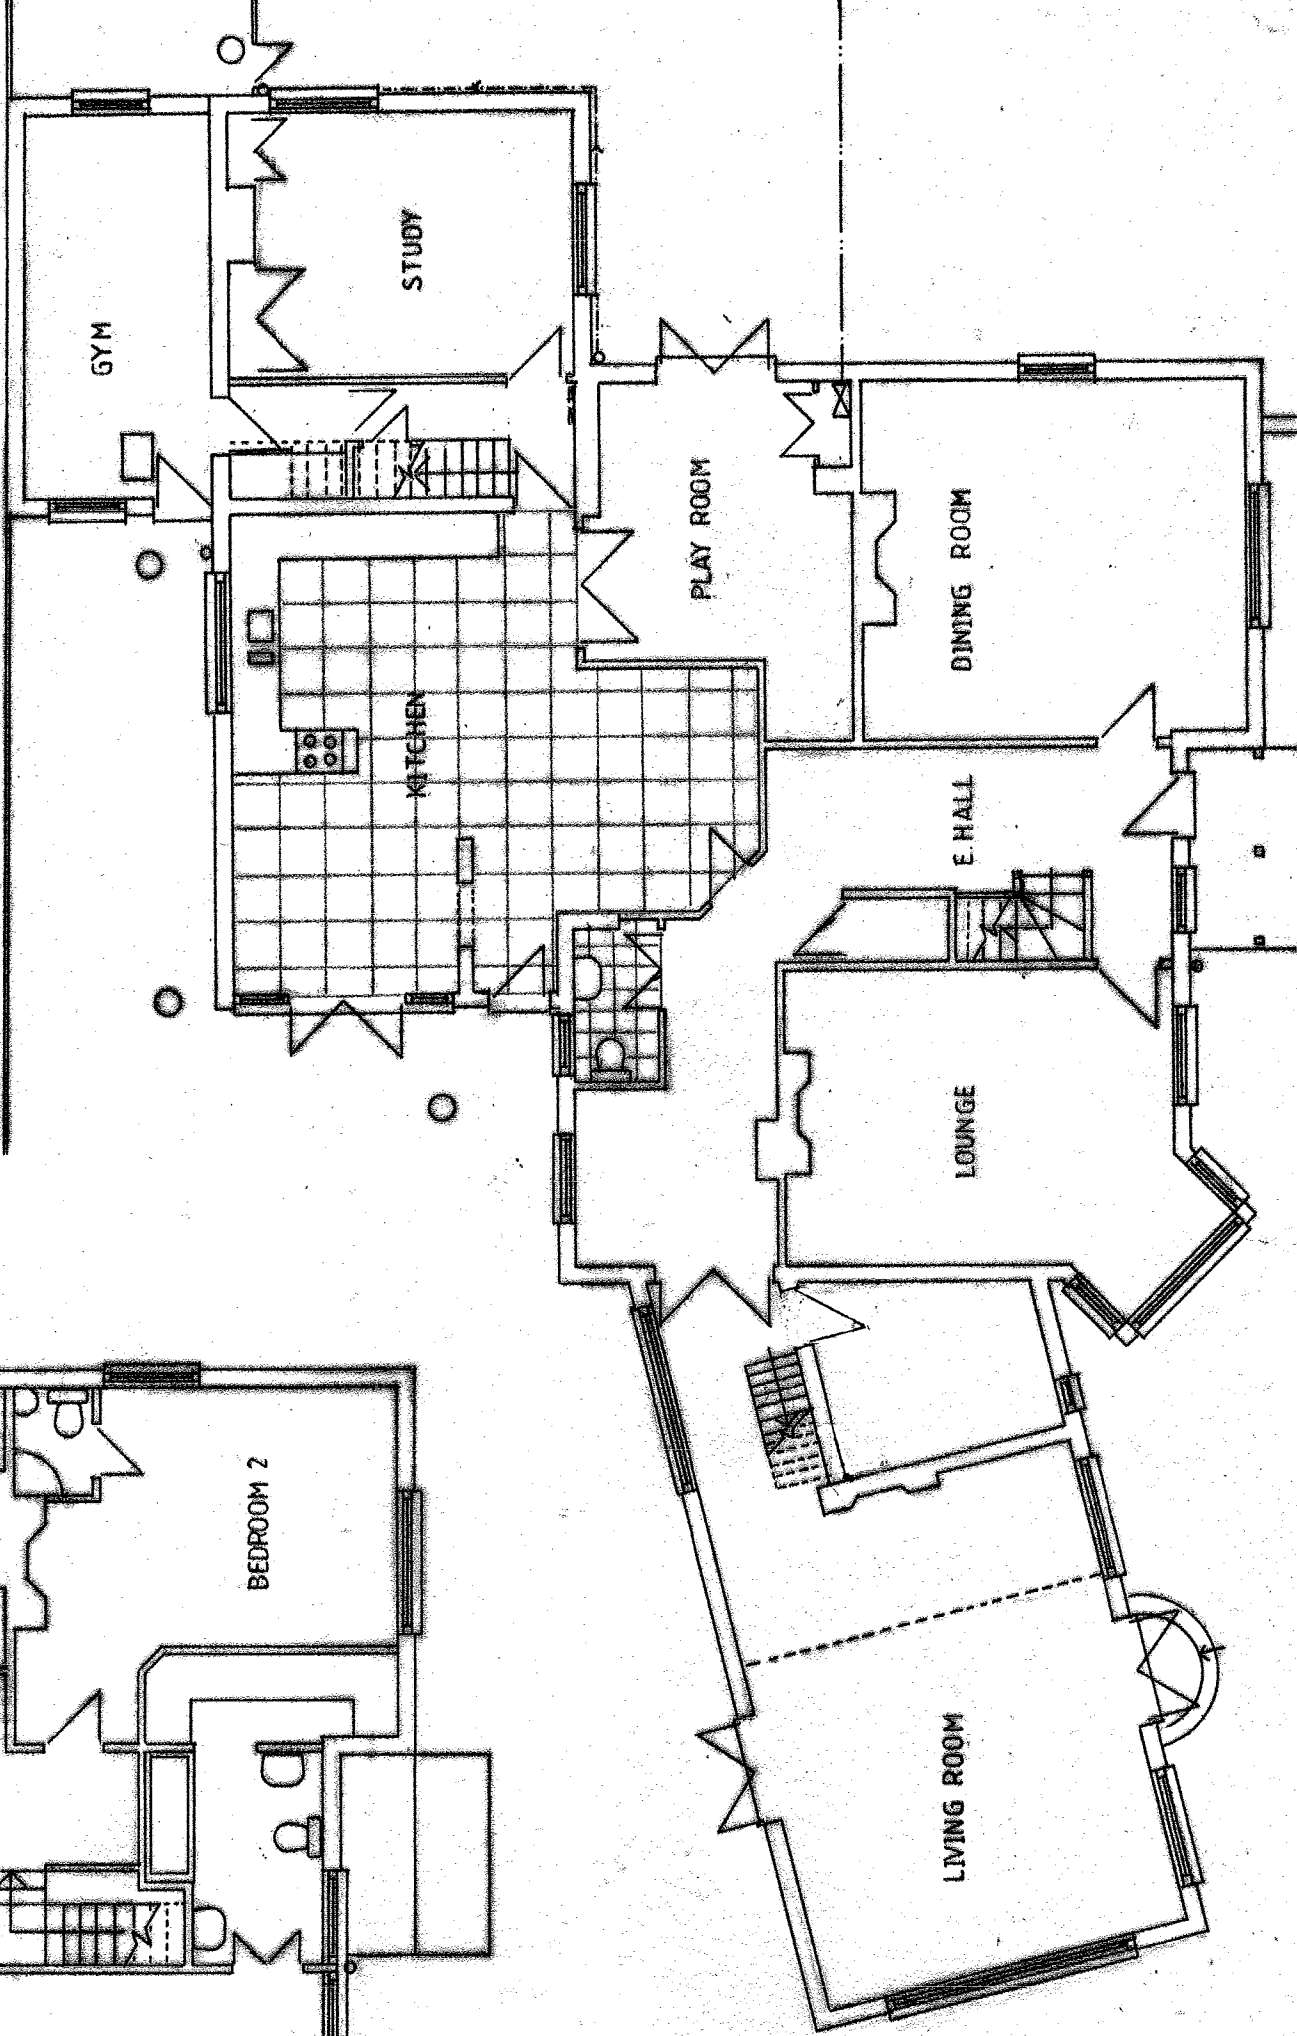 GYM
STUDY
KITCHEN
PLAY ROOM
DINING ROOM
E. HALL
LOUNGE
BEDROOM 2
LIVING ROOM